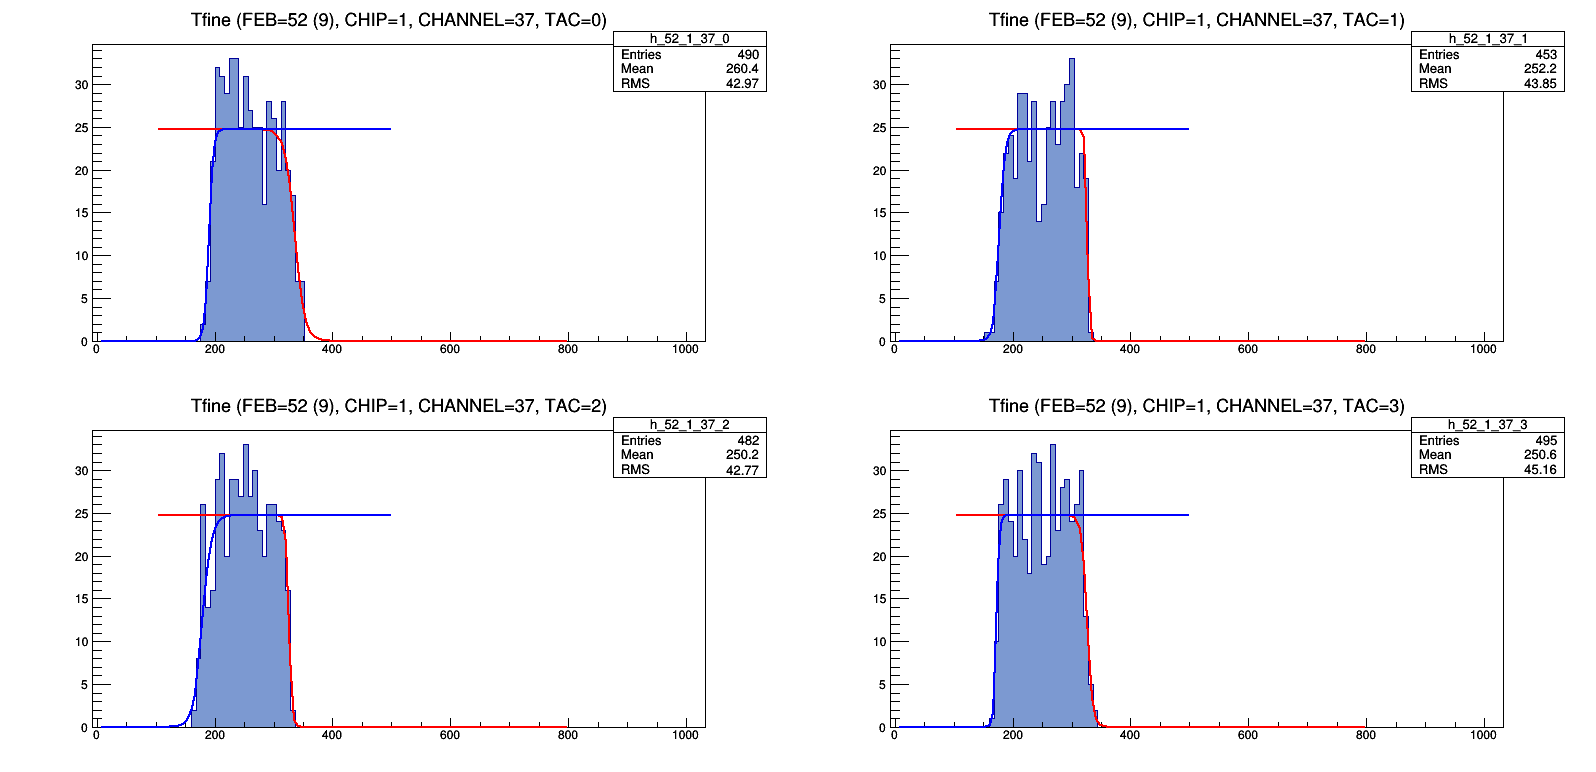 Tfine (FEB=52 (9), CHIP=1, CHANNEL=37, TAC=0)
h_52_1_37_0
Entries 490
Mean 260.4
RMS 42.97
30
25
20
15
10
5
0
0 200 400 600 800 1000
Tfine (FEB=52 (9), CHIP=1, CHANNEL=37, TAC=1)
h_52_1_37_1
Entries 453
Mean 252.2
RMS 43.85
30
25
20
15
10
5
0
0 200 400 600 800 1000
Tfine (FEB=52 (9), CHIP=1, CHANNEL=37, TAC=2)
h_52_1_37_2
Entries 482
Mean 250.2
RMS 42.77
30
25
20
15
10
5
0
0 200 400 600 800 1000
Tfine (FEB=52 (9), CHIP=1, CHANNEL=37, TAC=3)
h_52_1_37_3
Entries 495
Mean 250.6
RMS 45.16
30
25
20
15
10
5
0
0 200 400 600 800 1000